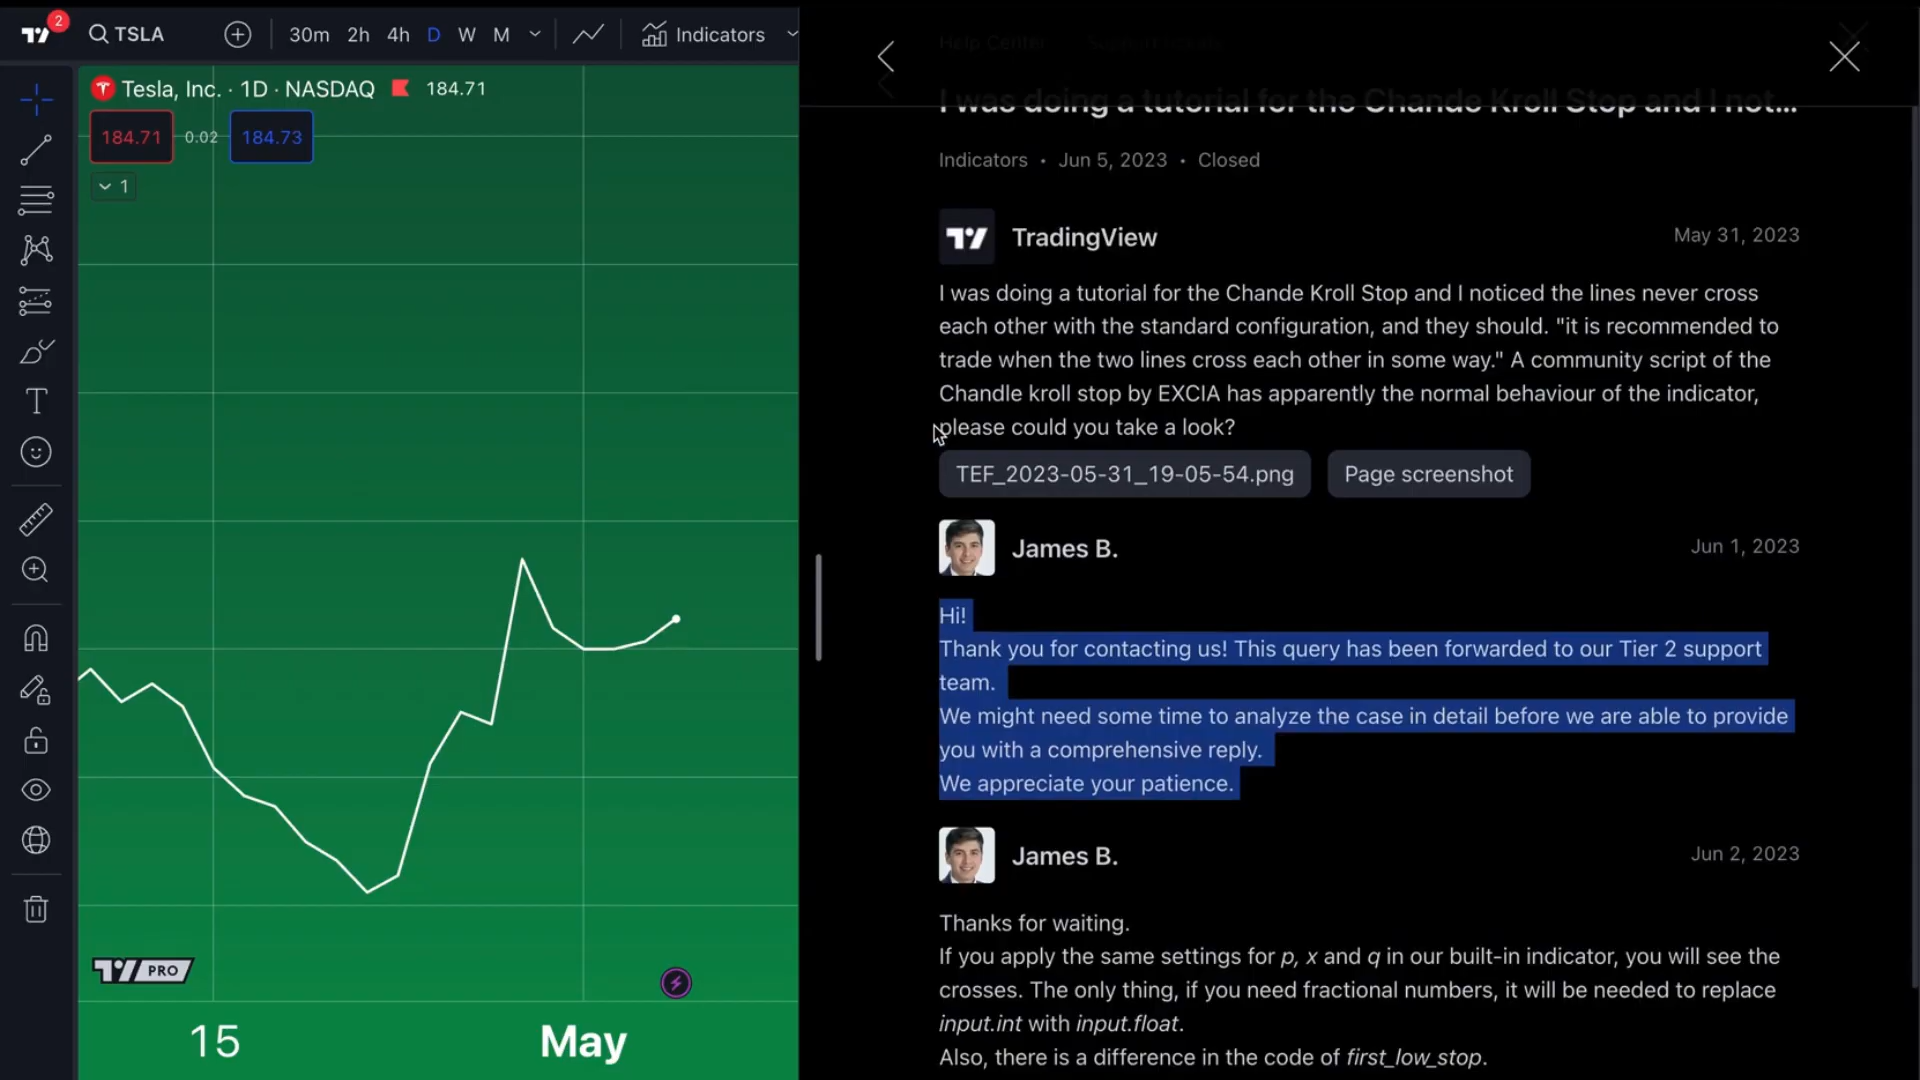 2
TSLA
30m 2h 4h D W M
Indicators
Tesla, Inc. · 1D · NASDAQ 184.71
184.71 0.02 184.73
1
PRO
15 May
Help Center Support tickets
I was doing a tutorial for the Chande Kroll Stop and I not...
Indicators • Jun 5, 2023 • Closed
TradingView May 31, 2023
I was doing a tutorial for the Chande Kroll Stop and I noticed the lines never cross
each other with the standard configuration, and they should. "it is recommended to
trade when the two lines cross each other in some way." A community script of the
Chandle kroll stop by EXCIA has apparently the normal behaviour of the indicator,
please could you take a look?
TEF_2023-05-31_19-05-54.png Page screenshot
James B. Jun 1, 2023
Hi!
Thank you for contacting us! This query has been forwarded to our Tier 2 support
team.
We might need some time to analyze the case in detail before we are able to provide
you with a comprehensive reply.
We appreciate your patience.
James B. Jun 2, 2023
Thanks for waiting.
If you apply the same settings for p, x and q in our built-in indicator, you will see the
crosses. The only thing, if you need fractional numbers, it will be needed to replace
input.int with input.float.
Also, there is a difference in the code of first_low_stop.